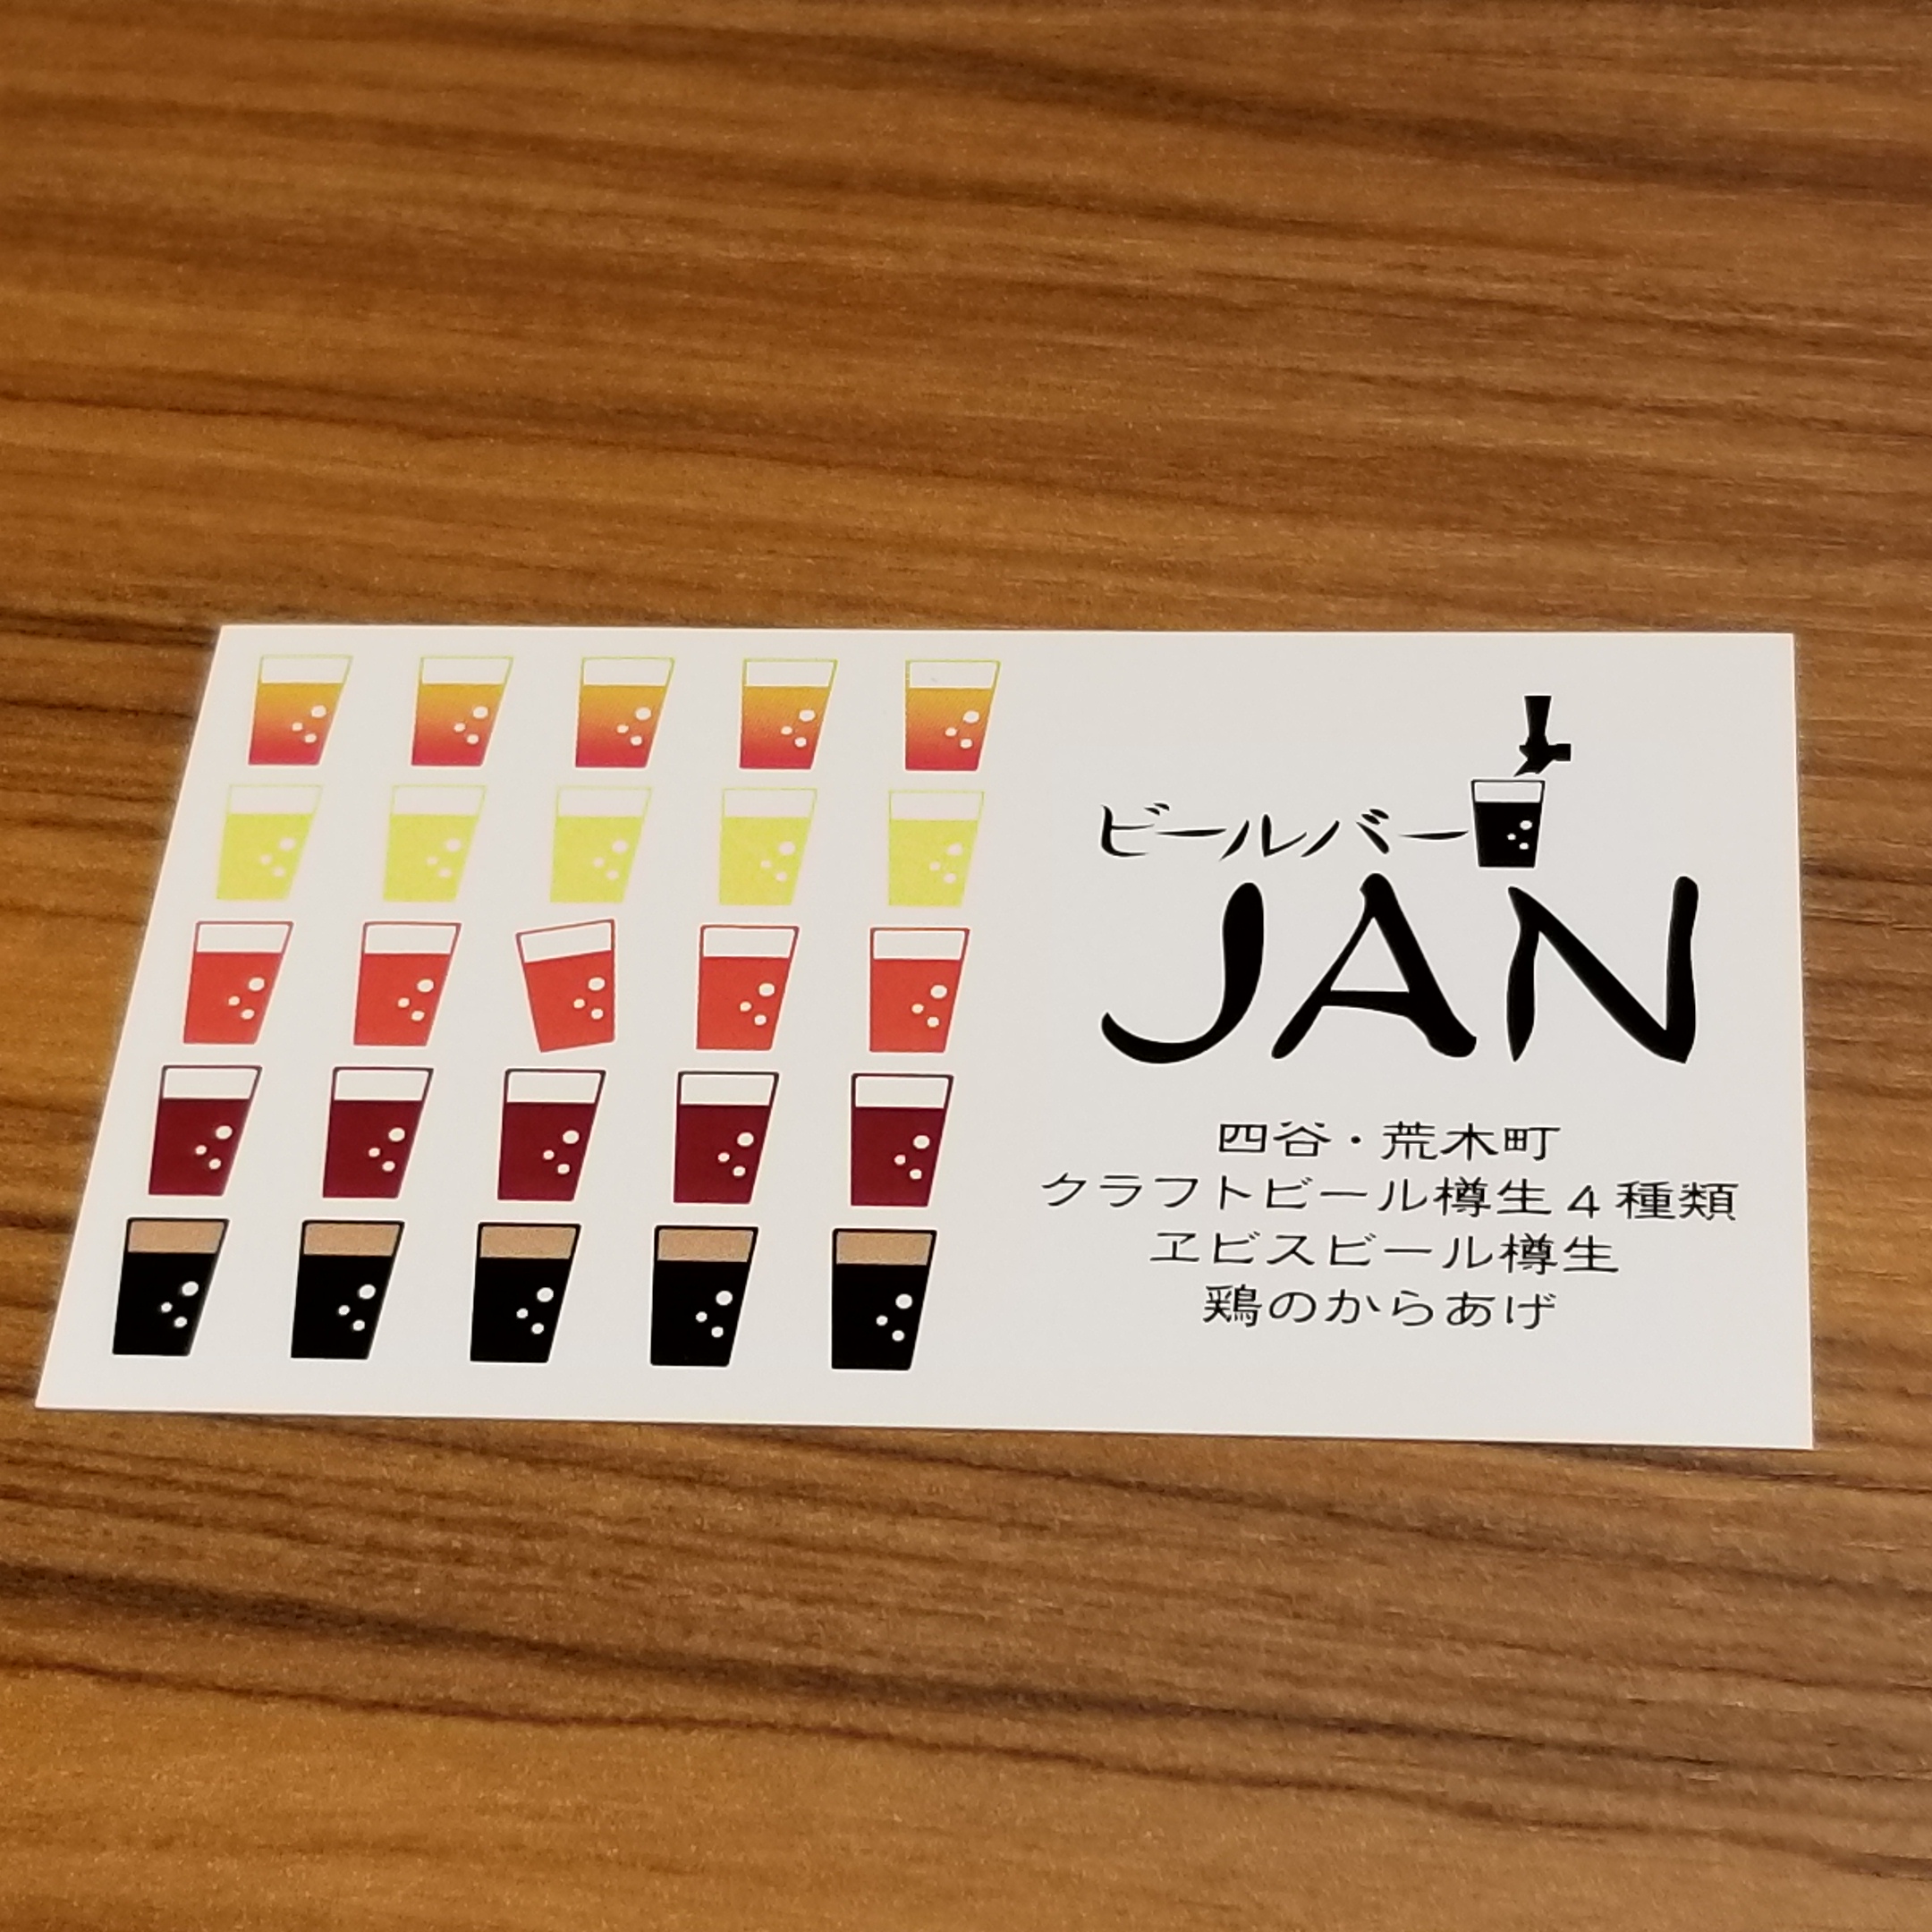 ビールバー
JAN
四谷・荒木町
クラフトビール樽生4種類
ヱビスビール樽生
鶏のからあげ